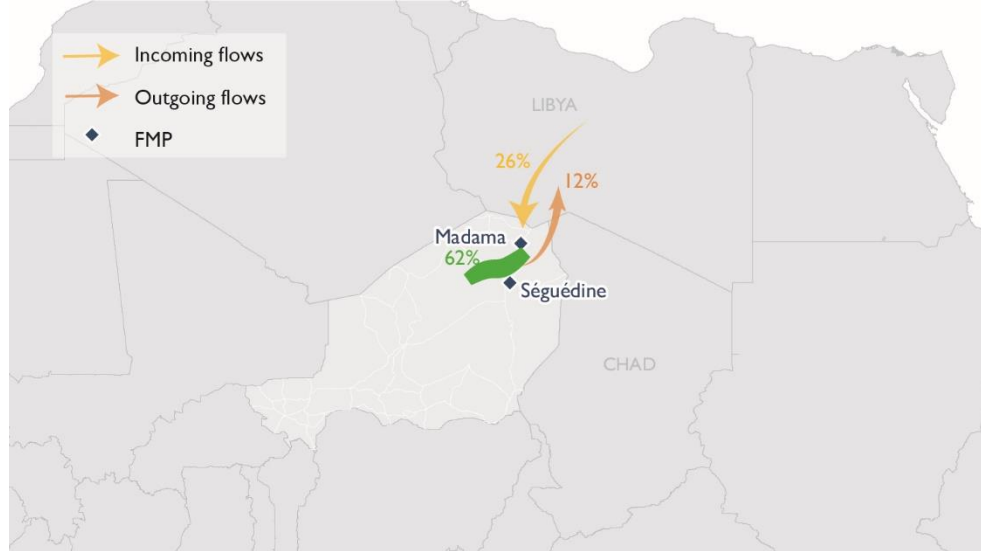 Incoming flows
Outgoing flows
FMP
LIBYA
26%
12%
Madama
62%
Séguédine
CHAD